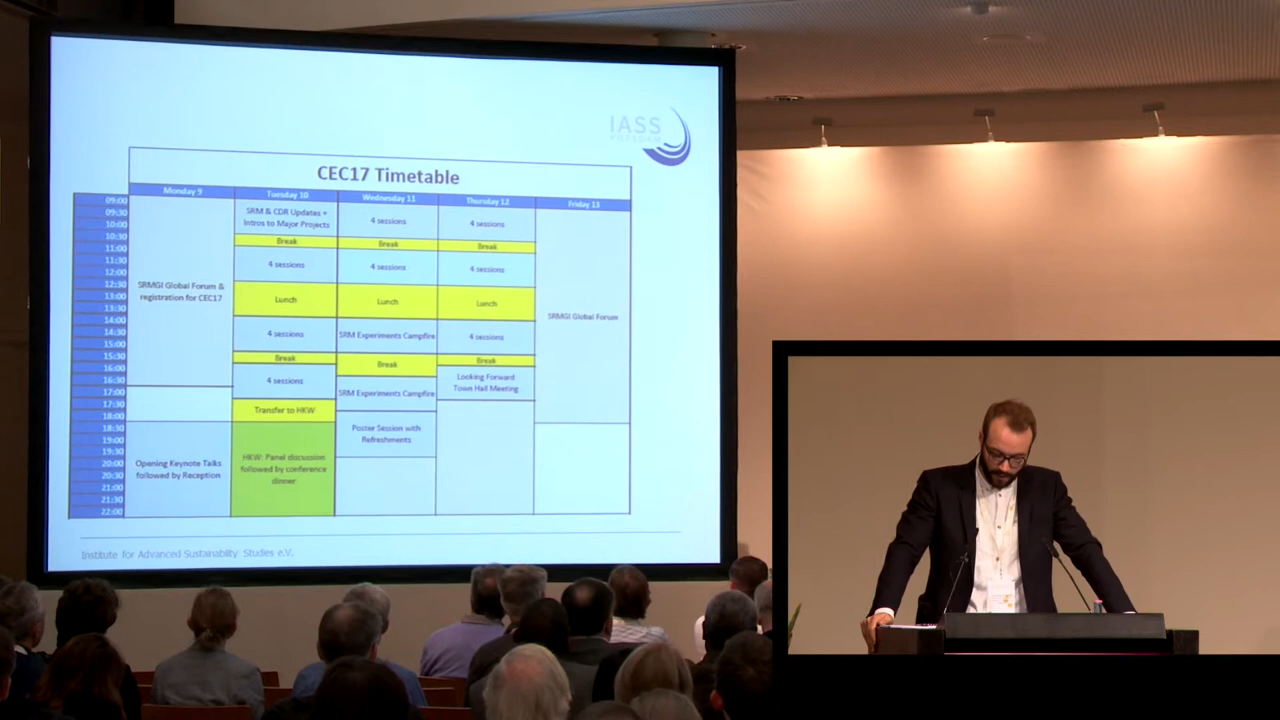 IASS
POTSDAM
CEC17 Timetable
Monday 9
Tuesday 10
Wednesday 11
Thursday 12
Friday 13
09:00
09:30
10:00
10:30
11:00
11:30
12:00
12:30
13:00
13:30
14:00
14:30
15:00
15:30
16:00
16:30
17:00
17:30
18:00
18:30
19:00
19:30
20:00
20:30
21:00
21:30
22:00
SRMGI Global Forum &
registration for CEC17
Opening Keynote Talks
followed by Reception
SRM & CDR Updates +
Intros to Major Projects
Break
4 sessions
Lunch
4 sessions
Break
4 sessions
Transfer to HKW
HKW: Panel discussion
followed by conference
dinner
4 sessions
Break
4 sessions
Lunch
SRM Experiments Campfire
Break
SRM Experiments Campfire
Poster Session with
Refreshments
4 sessions
Break
4 sessions
Lunch
4 sessions
Break
Looking Forward
Town Hall Meeting
SRMGI Global Forum
Institute for Advanced Sustainability Studies e.V.